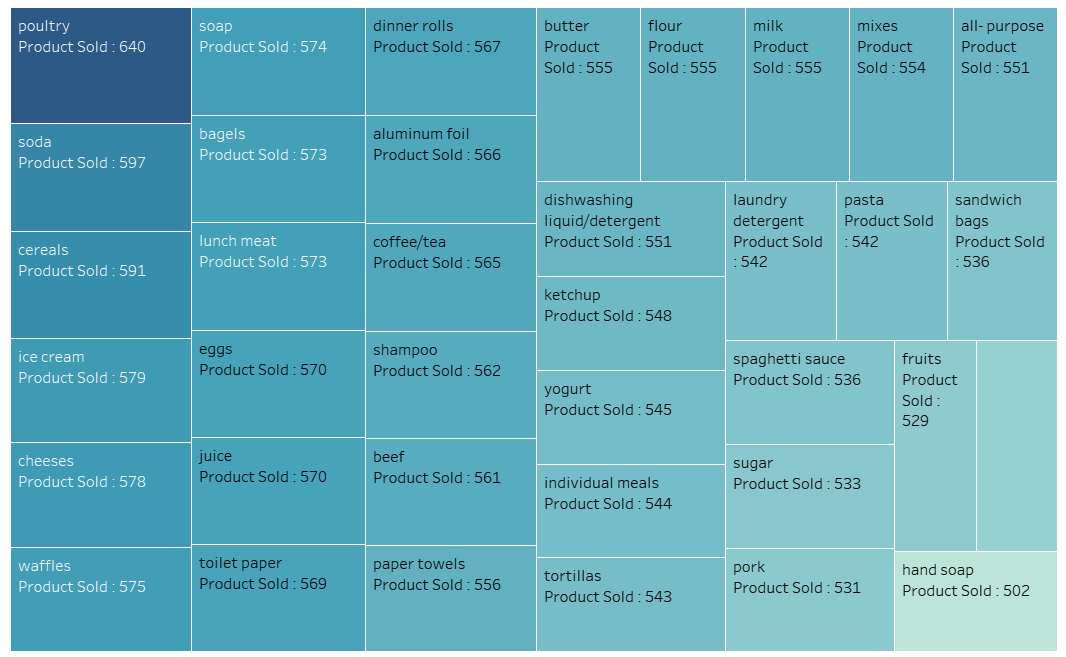 poultry
Product Sold : 640
soda
Product Sold : 597
cereals
Product Sold : 591
ice cream
Product Sold : 579
cheeses
Product Sold : 578
waffles
Product Sold : 575
soap
Product Sold : 574
bagels
Product Sold : 573
lunch meat
Product Sold : 573
eggs
Product Sold : 570
juice
Product Sold : 570
toilet paper
Product Sold : 569
dinner rolls
Product Sold : 567
aluminum foil
Product Sold : 566
coffee/tea
Product Sold : 565
shampoo
Product Sold : 562
beef
Product Sold : 561
paper towels
Product Sold : 556
butter
Product
Sold : 555
flour
Product
Sold : 555
milk
Product
Sold : 555
mixes
Product
Sold : 554
all- purpose
Product
Sold : 551
dishwashing
liquid/detergent
Product Sold : 551
ketchup
Product Sold : 548
yogurt
Product Sold : 545
individual meals
Product Sold : 544
tortillas
Product Sold : 543
laundry
detergent
Product Sold
: 542
pasta
Product Sold
: 542
sandwich
bags
Product Sold
: 536
spaghetti sauce
Product Sold : 536
sugar
Product Sold : 533
pork
Product Sold : 531
fruits
Product
Sold :
529
hand soap
Product Sold : 502